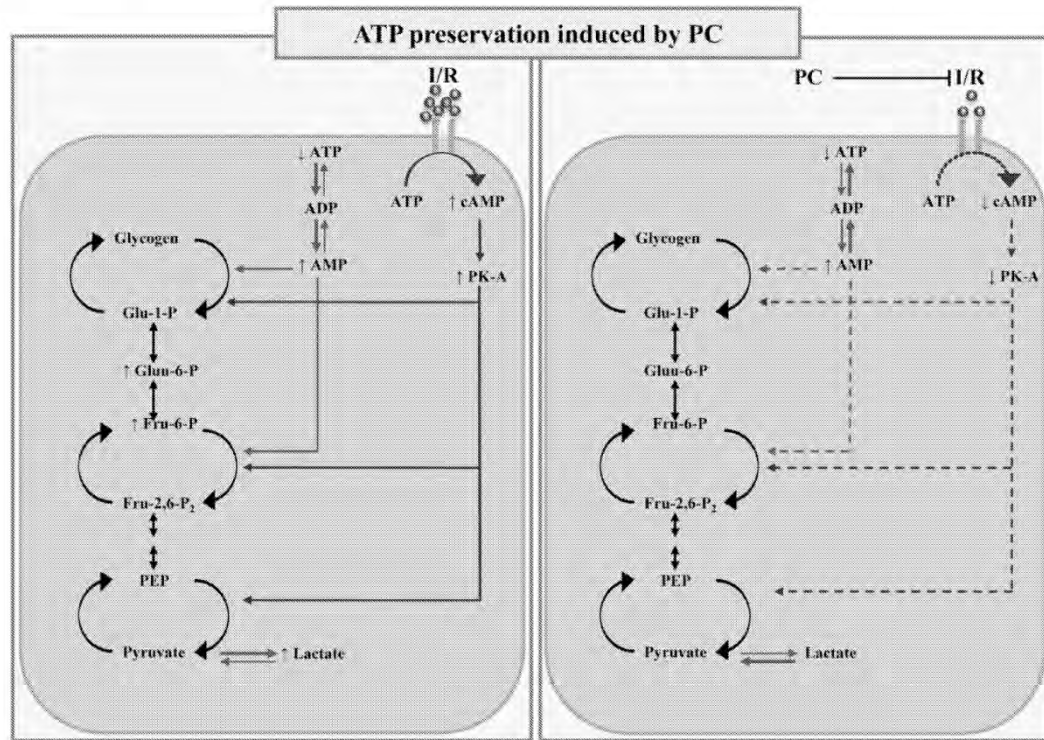 ATP preservation induced by PC
I/R
↓ ATP
ADP
ATP ↑ cAMP
Glycogen
↑ AMP
↑ PK-A
Glu-1-P
↑ Gluu-6-P
↑ Fru-6-P
Fru-2,6-P₂
PEP
Pyruvate
↑ Lactate
PC I/R
↓ ATP
ADP
ATP ↓ cAMP
Glycogen
↑ AMP
↓ PK-A
Glu-1-P
Gluu-6-P
Fru-6-P
Fru-2,6-P₂
PEP
Pyruvate
Lactate